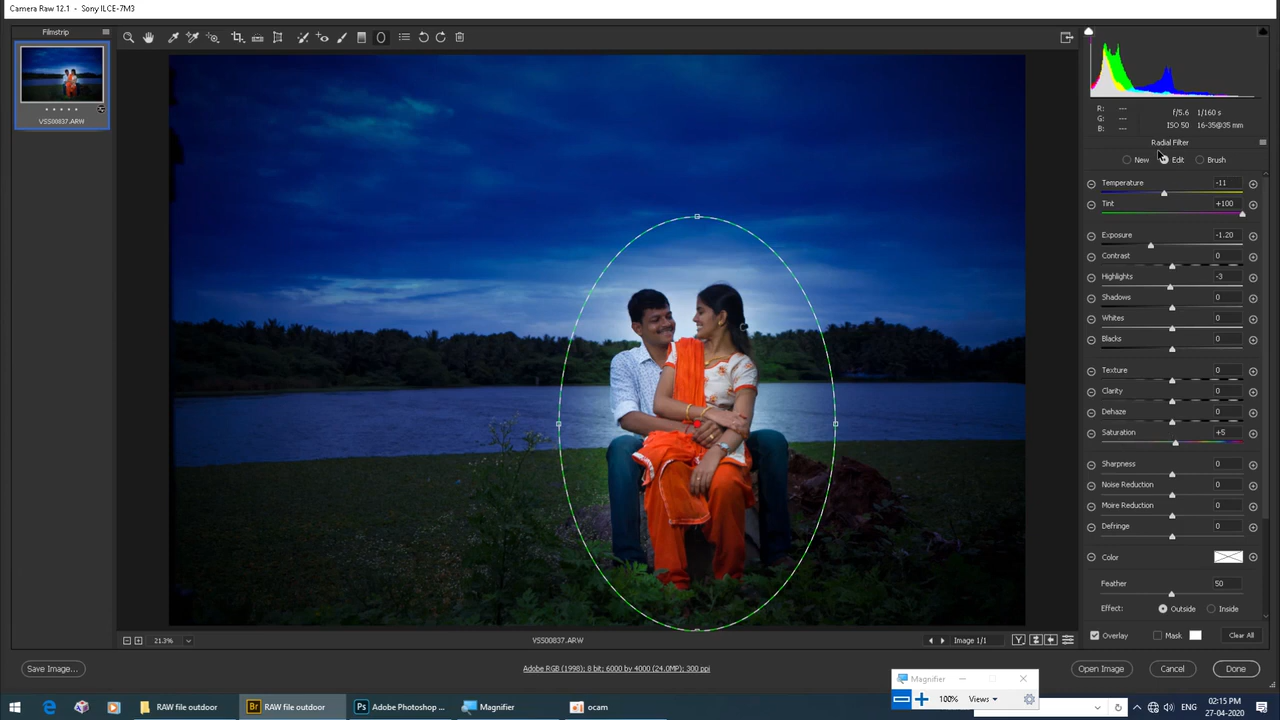 Camera Raw 12.1 - Sony ILCE-7M3
Filmstrip
VSS00837.ARW
R: ---
G: ---
B: ---
f/5.6 1/160 s
ISO 50 16-35@35 mm
Radial Filter
New Edit Brush
Temperature -11
Tint +100
Exposure -1.20
Contrast 0
Highlights -3
Shadows 0
Whites 0
Blacks 0
Texture 0
Clarity 0
Dehaze 0
Saturation +5
Sharpness 0
Noise Reduction 0
Moire Reduction 0
Defringe 0
Color
Feather 50
Effect: Outside Inside
Overlay Mask Clear All
21.3% VSS00837.ARW Image 1/1 Y
Save Image... Adobe RGB (1998); 8 bit; 6000 by 4000 (24.0MP); 300 ppi Open Image Cancel Done
Magnifier
100% Views
RAW file outdoor Br RAW file outdoor Ps Adobe Photoshop ... Magnifier ocam
02:15 PM
27-04-2020